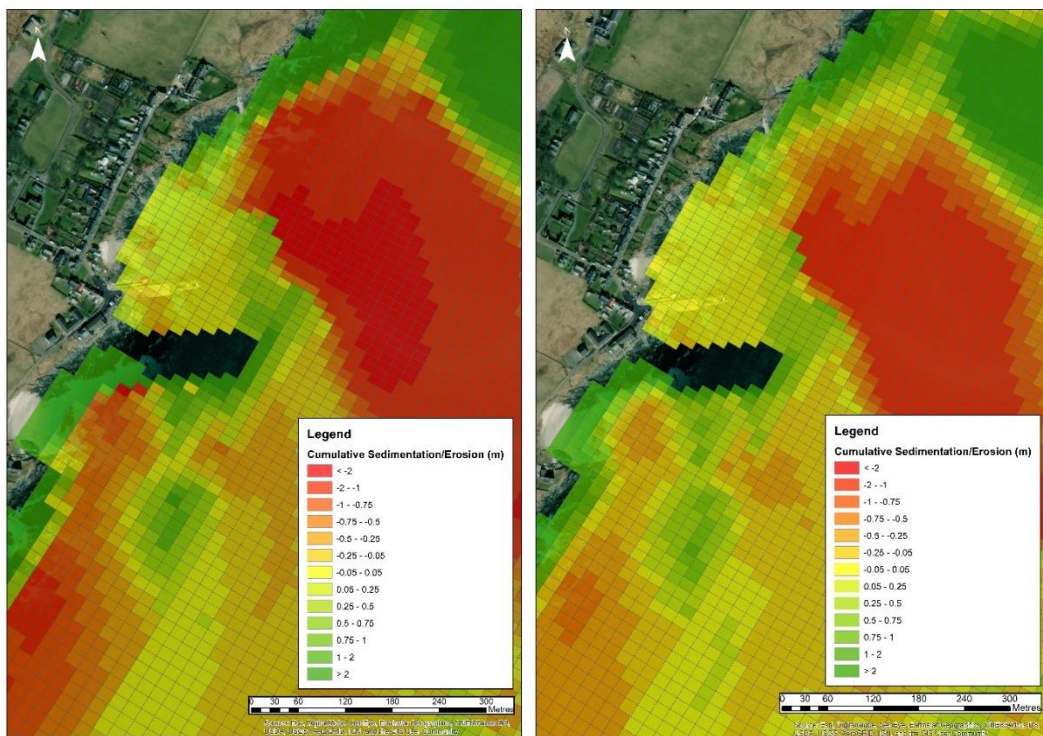 N
Legend
Cumulative Sedimentation/Erosion (m)
< -2
-2 - -1
-1 - -0.75
-0.75 - -0.5
-0.5 - -0.25
-0.25 - -0.05
-0.05 - 0.05
0.05 - 0.25
0.25 - 0.5
0.5 - 0.75
0.75 - 1
1 - 2
> 2
0 30 60 120 180 240 300
Metres
N
Legend
Cumulative Sedimentation/Erosion (m)
< -2
-2 - -1
-1 - -0.75
-0.75 - -0.5
-0.5 - -0.25
-0.25 - -0.05
-0.05 - 0.05
0.05 - 0.25
0.25 - 0.5
0.5 - 0.75
0.75 - 1
1 - 2
> 2
0 30 60 120 180 240 300
Metres